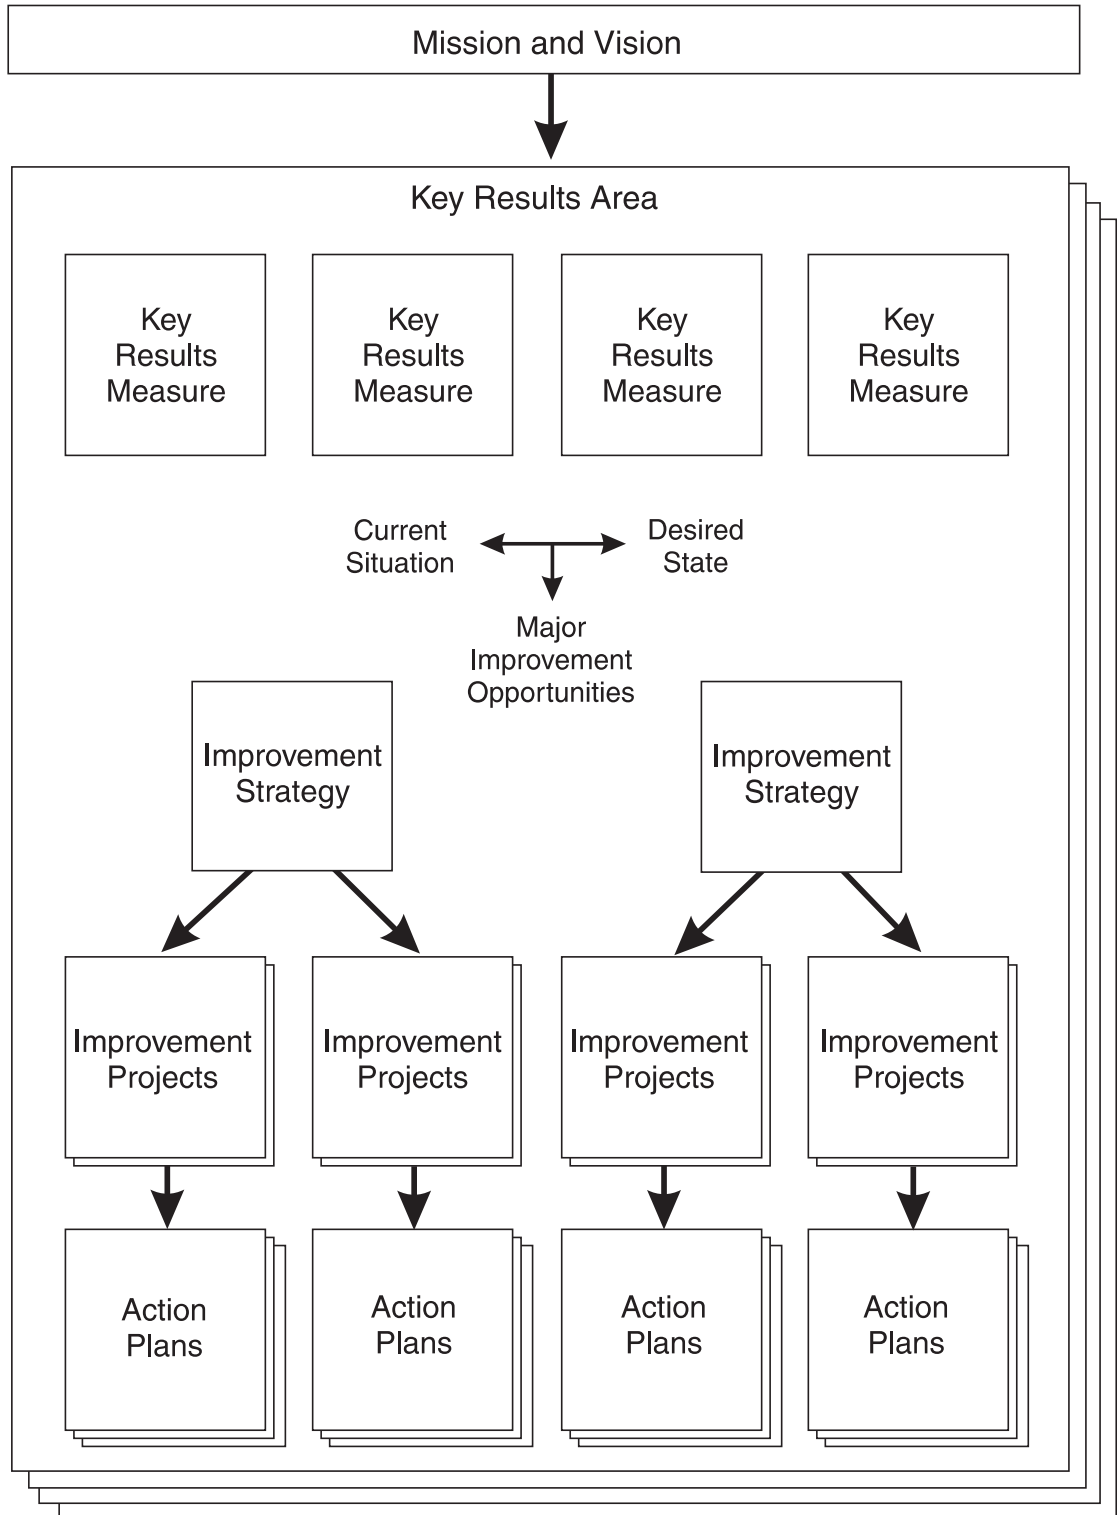 Mission and Vision
Key Results Area
Key
Results
Measure
Key
Results
Measure
Key
Results
Measure
Key
Results
Measure
Current
Situation
Desired
State
Major
Improvement
Opportunities
Improvement
Strategy
Improvement
Strategy
Improvement
Projects
Improvement
Projects
Improvement
Projects
Improvement
Projects
Action
Plans
Action
Plans
Action
Plans
Action
Plans